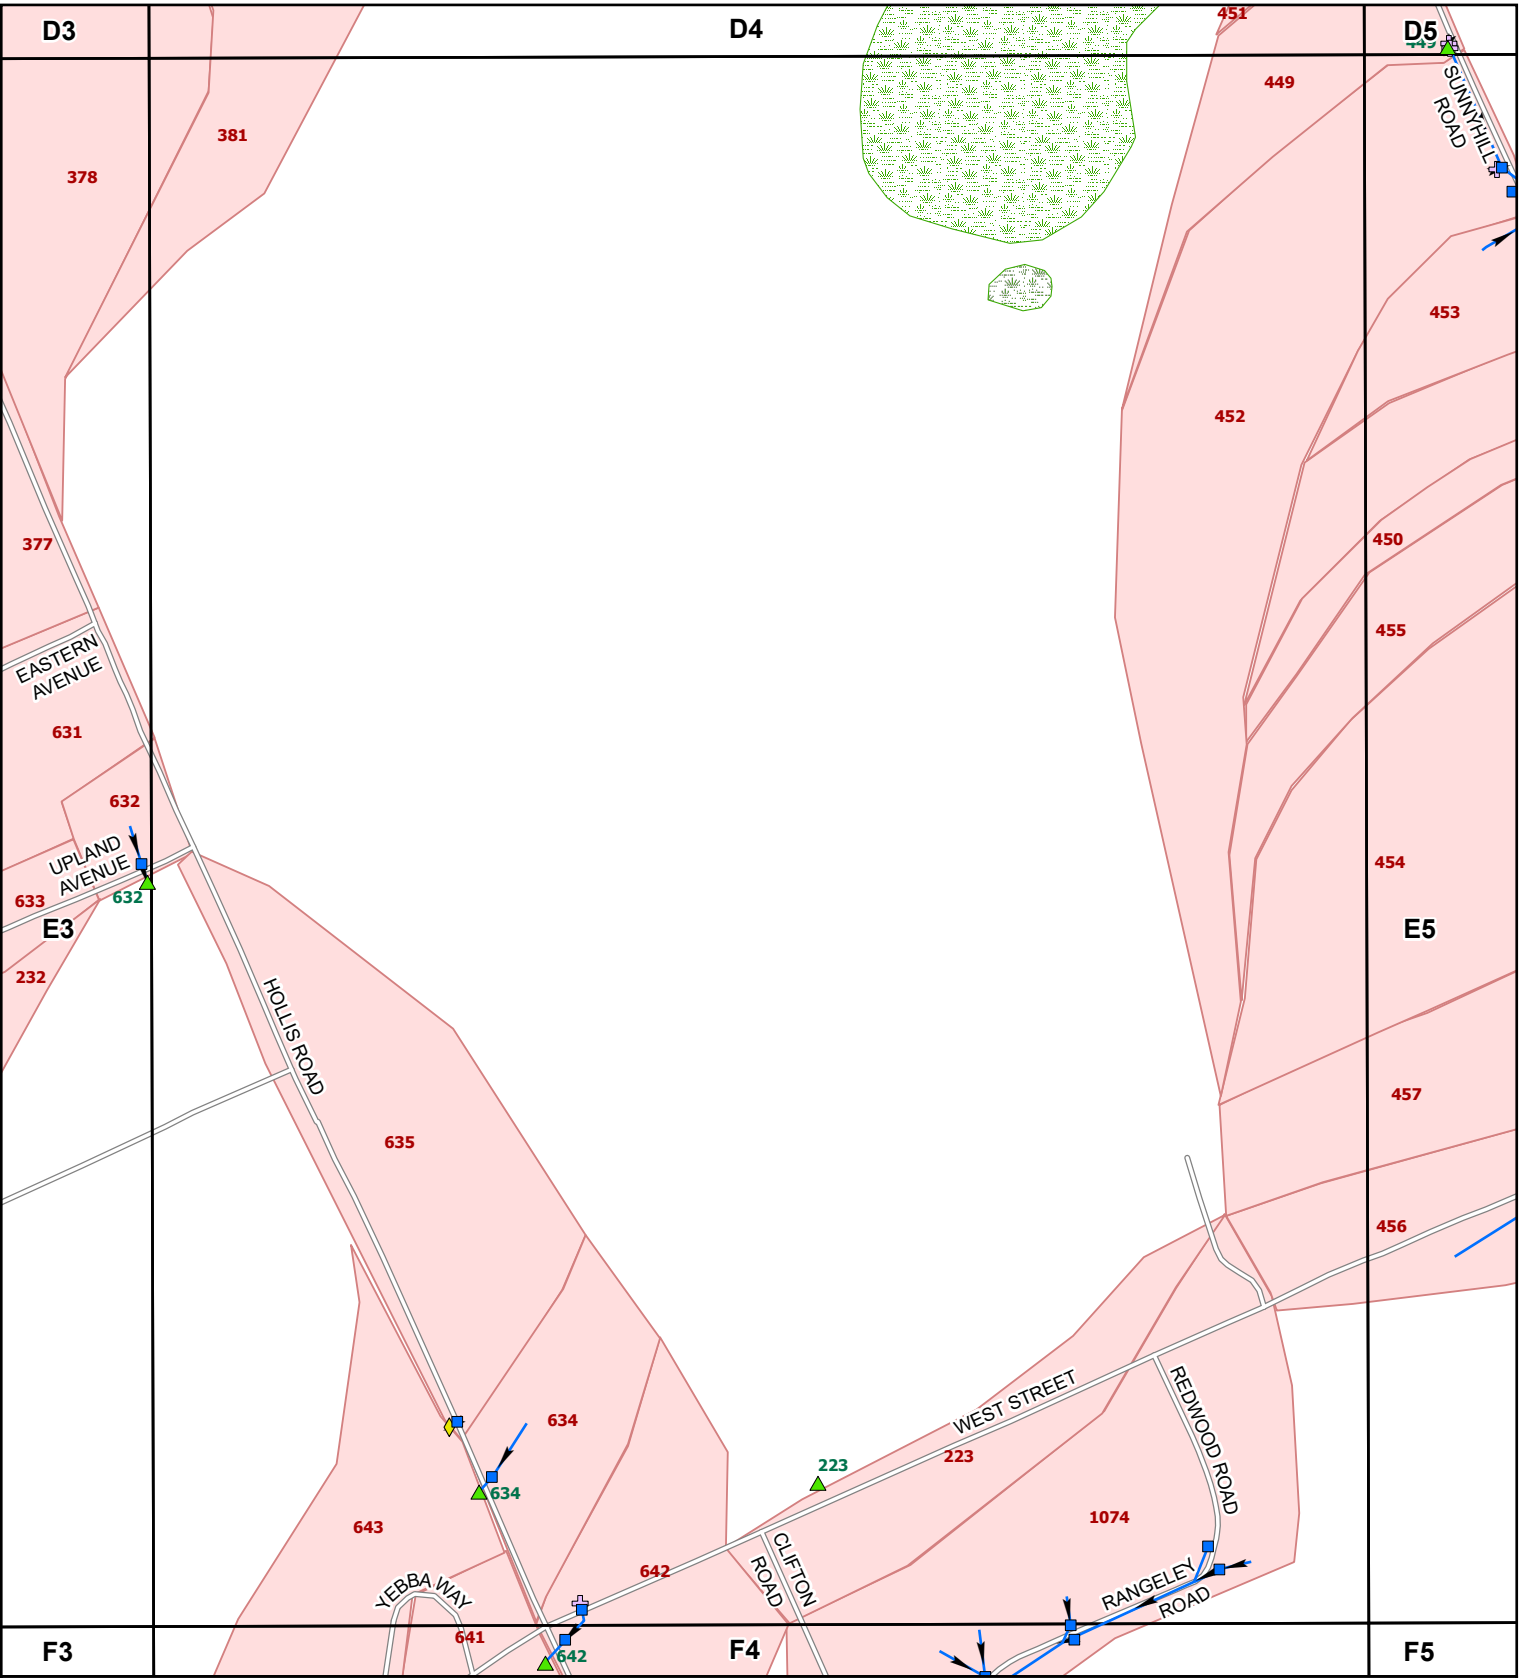 D3
D4
451
D5
449
449
381
378
SUNNYHILL
ROAD
453
452
377
450
455
EASTERN
AVENUE
631
632
UPLAND
AVENUE
454
633
632
E3
E5
232
HOLLIS ROAD
457
635
456
WEST STREET
REDWOOD ROAD
634
223
223
634
1074
643
CLIFTON
ROAD
642
YEBBA WAY
RANGELEY
ROAD
641
F3
642
F4
F5